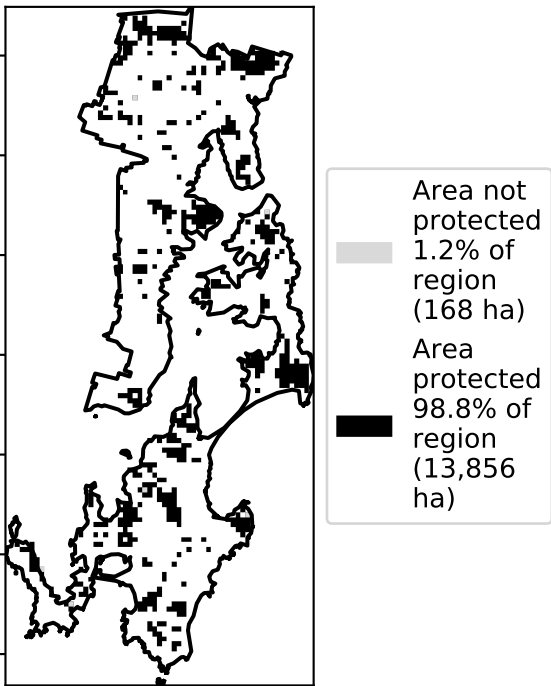 Area not
protected
1.2% of
region
(168 ha)
Area
protected
98.8% of
region
(13,856
ha)